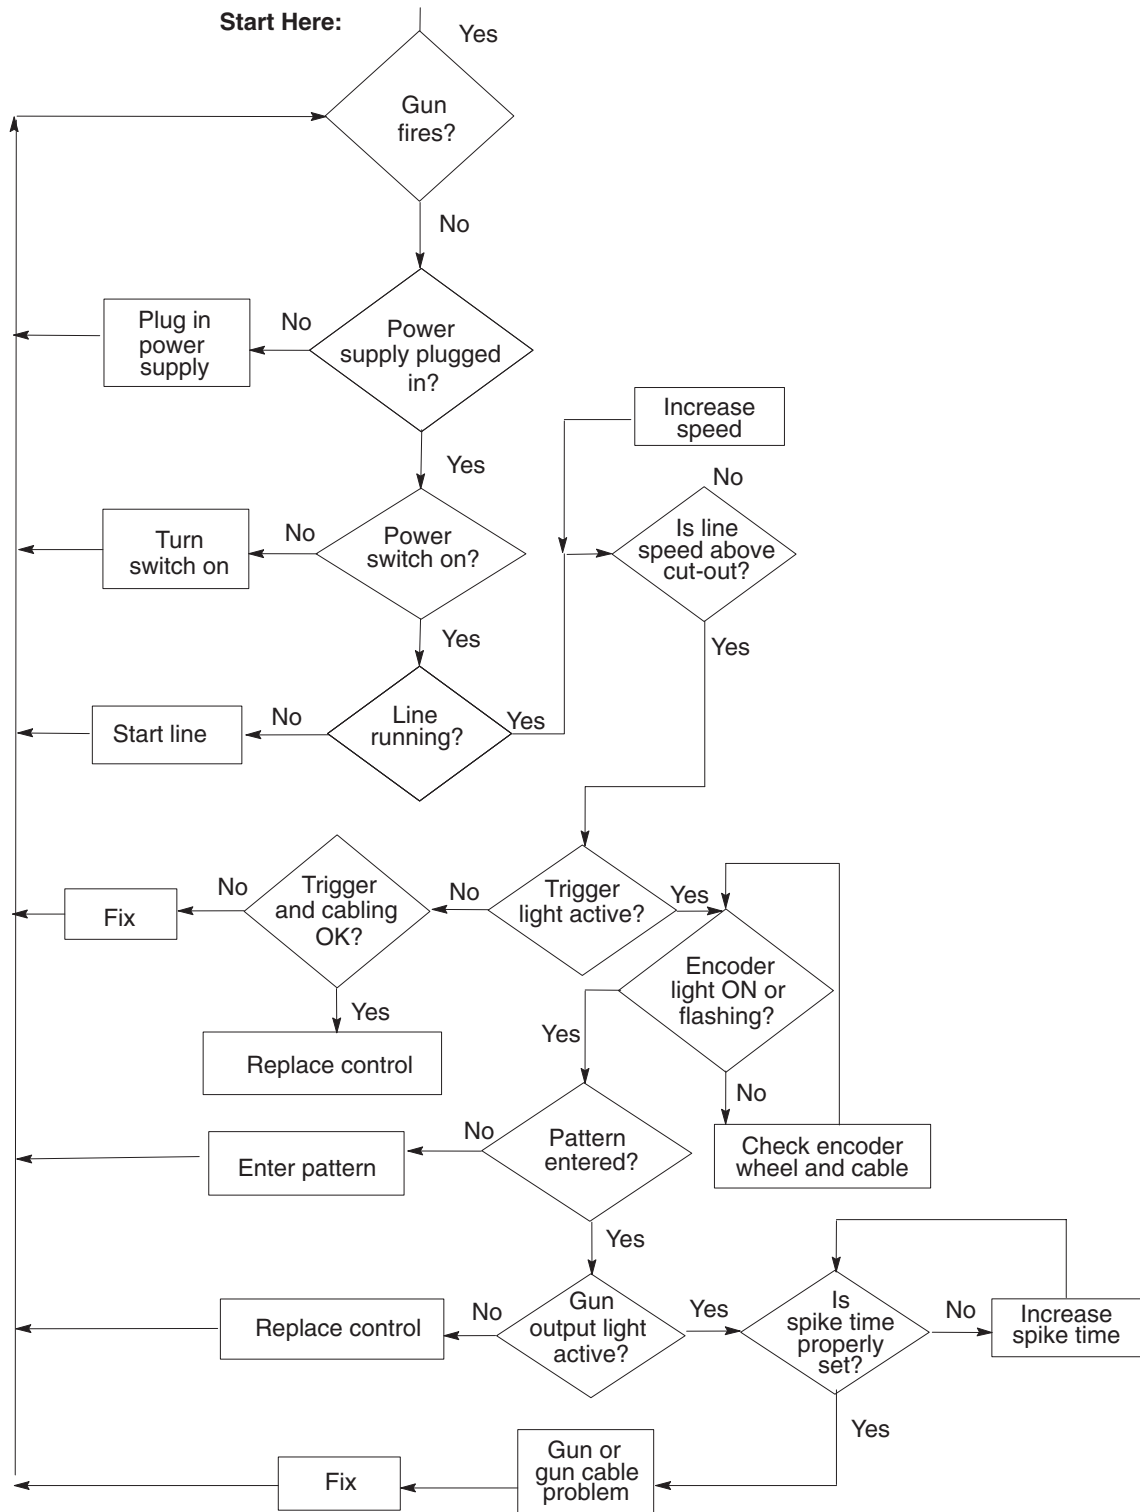 Start Here:
Yes
Gun
fires?
No
Plug in
power
supply
No
Power
supply plugged
in?
Increase
speed
Yes
No
Turn
switch on
No
Power
switch on?
Is line
speed above
cut-out?
Yes
Yes
Start line
No
Line
running?
Yes
Fix
No
Trigger
and cabling
OK?
No
Trigger
light active?
Yes
Encoder
light ON or
flashing?
Yes
Replace control
Yes
No
Enter pattern
No
Pattern
entered?
Check encoder
wheel and cable
Yes
Replace control
No
Gun
output light
active?
Yes
Is
spike time
properly
set?
No
Increase
spike time
Yes
Fix
Gun or
gun cable
problem